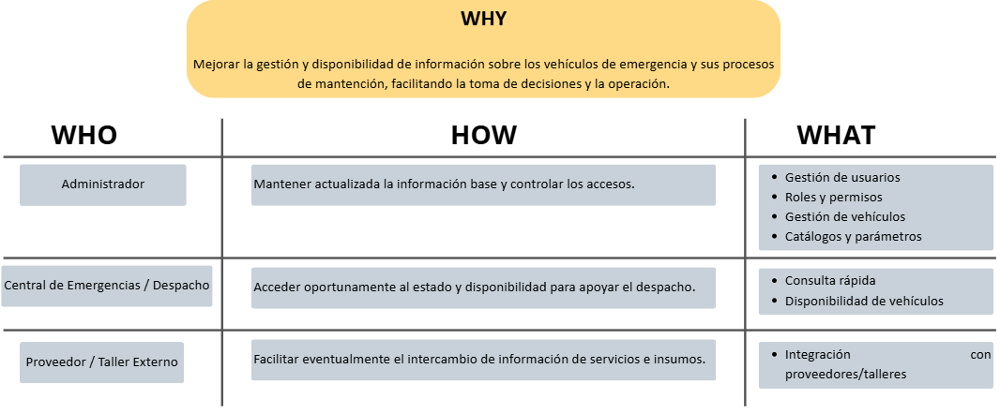 WHY
Mejorar la gestión y disponibilidad de información sobre los vehículos de emergencia y sus procesos
de mantención, facilitando la toma de decisiones y la operación.
WHO
HOW
WHAT
Administrador
Mantener actualizada la información base y controlar los accesos.
• Gestión de usuarios
• Roles y permisos
• Gestión de vehículos
• Catálogos y parámetros
Central de Emergencias / Despacho
Acceder oportunamente al estado y disponibilidad para apoyar el despacho.
• Consulta rápida
• Disponibilidad de vehículos
Proveedor / Taller Externo
Facilitar eventualmente el intercambio de información de servicios e insumos.
• Integración con
proveedores/talleres